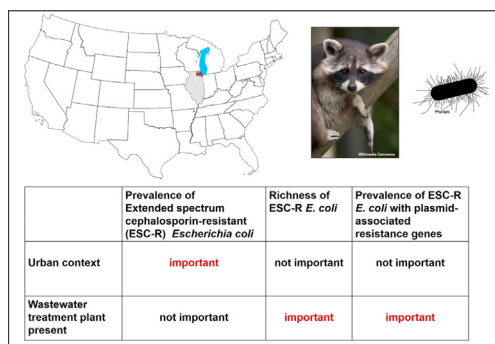 Wikimedia Commons
Phylopic
Prevalence of
Extended spectrum
cephalosporin-resistant
(ESC-R) Escherichia coli
Richness of
ESC-R E. coli
Prevalence of ESC-R
E. coli with plasmid-
associated
resistance genes
Urban context
important
not important
not important
Wastewater
treatment plant
present
not important
important
important